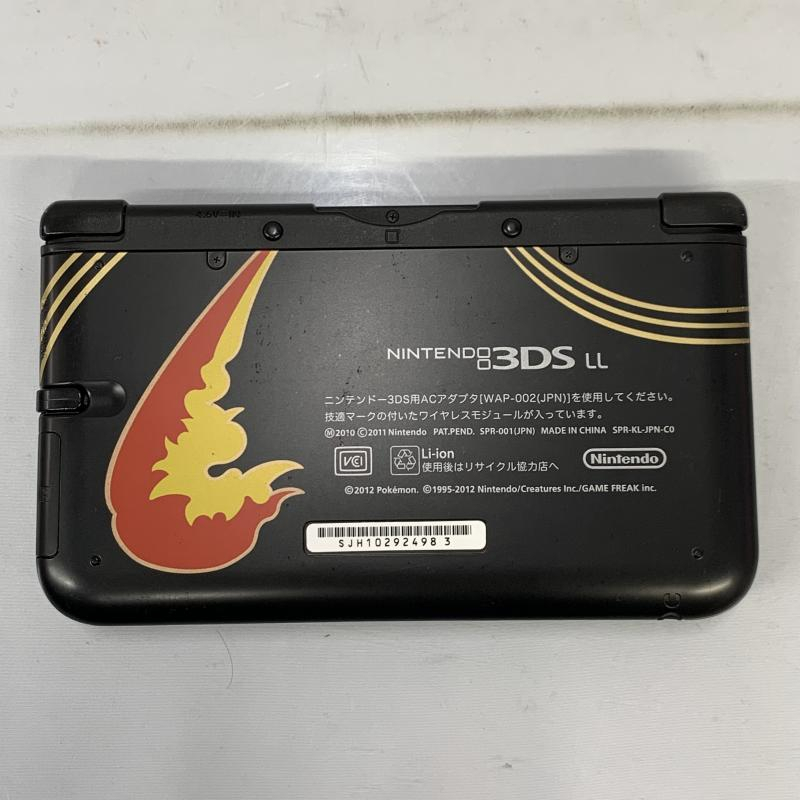 4.6V⎓IN
NINTENDO 3DS LL
ニンテンドー3DS用ACアダプタ[WAP-002(JPN)]を使用してください。
技適マークの付いたワイヤレスモジュールが入っています。
Ⓜ2010 Ⓒ2011 Nintendo PAT.PEND. SPR-001(JPN) MADE IN CHINA SPR-KL-JPN-C0
VCI
Li-ion
使用後はリサイクル協力店へ
Nintendo
©2012 Pokémon. ©1995-2012 Nintendo/Creatures Inc./GAME FREAK inc.
SJH10292498 3